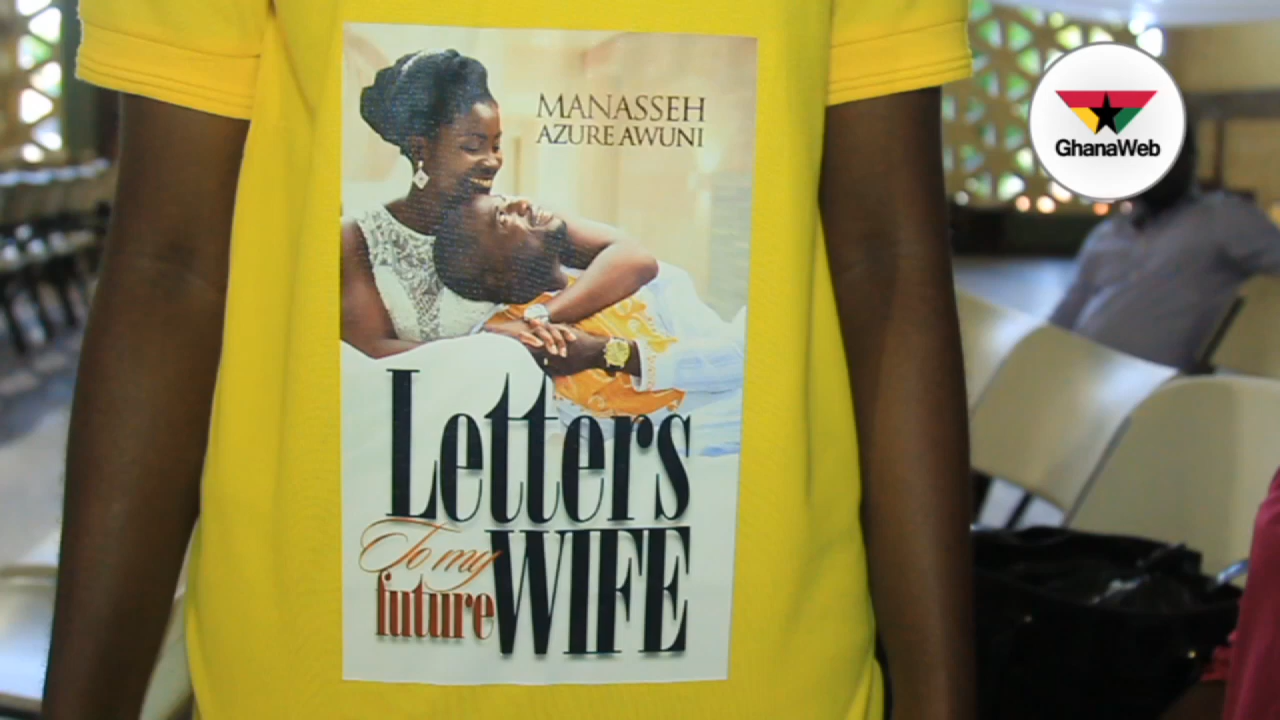 MANASSEH
AZURE AWUNI
GhanaWeb
Letters
To my
future WIFE